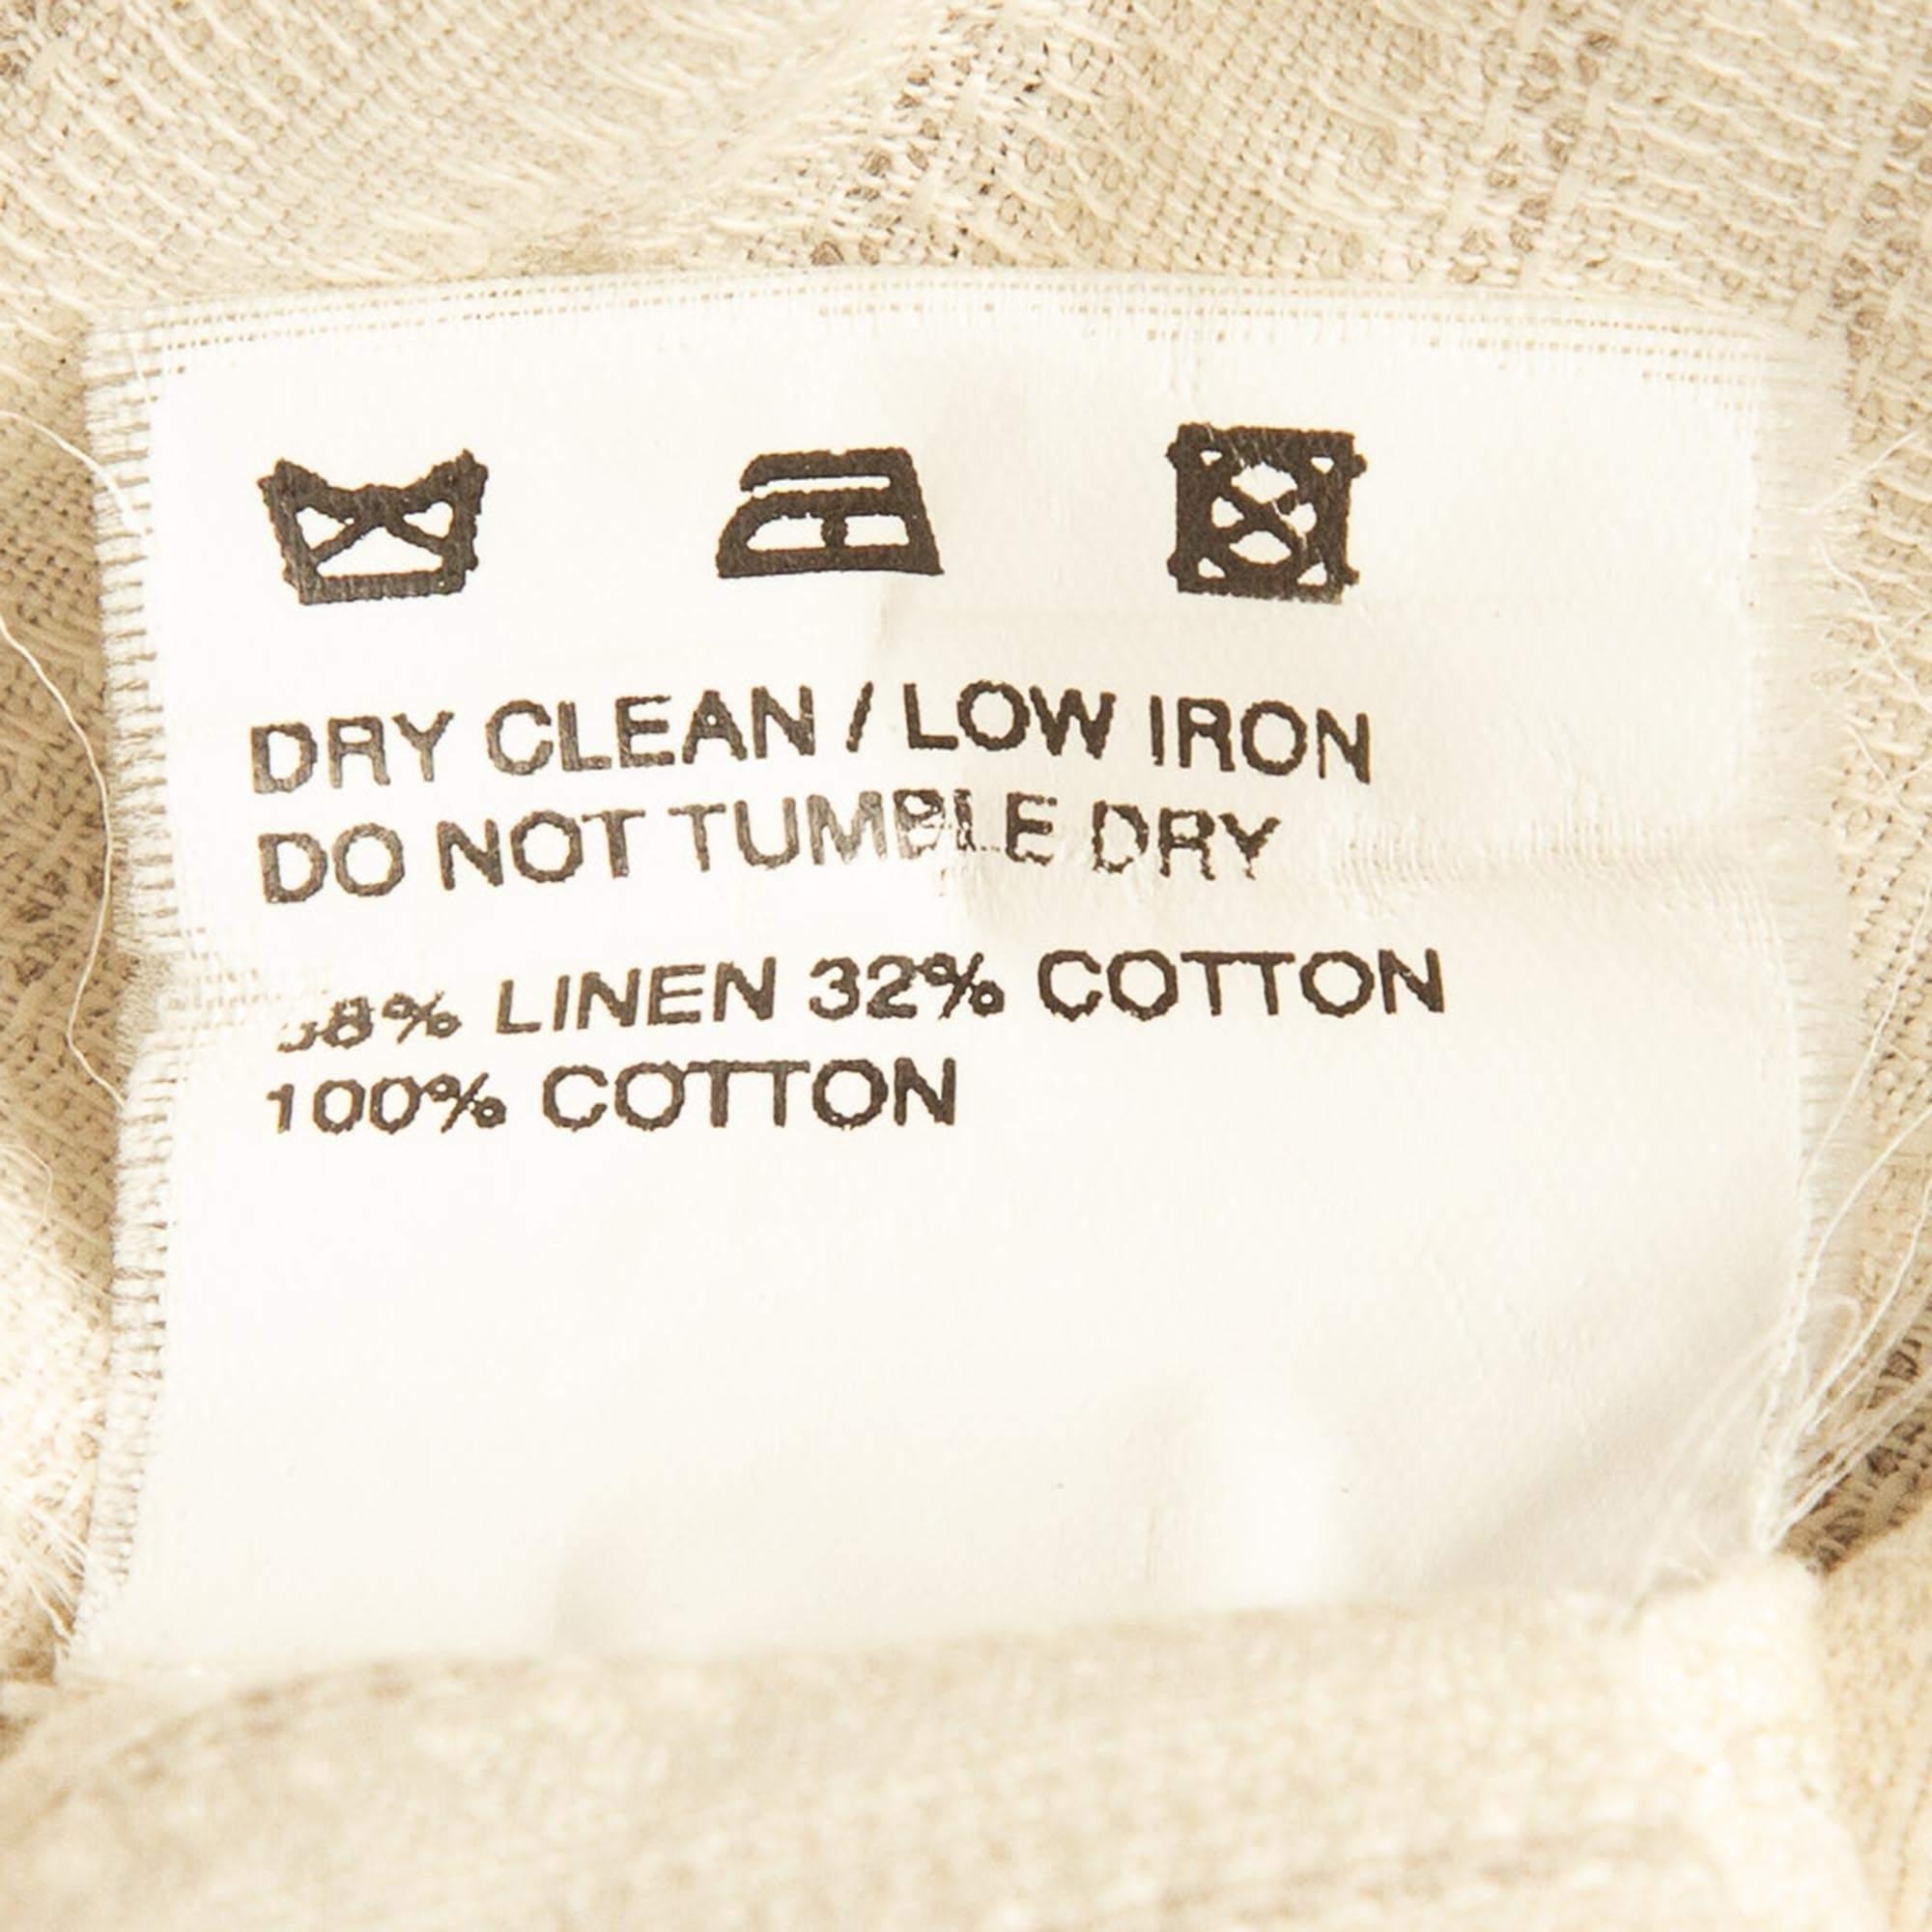 DRY CLEAN / LOW IRON
DO NOT TUMBLE DRY
LINEN 32% COTTON
100% COTTON